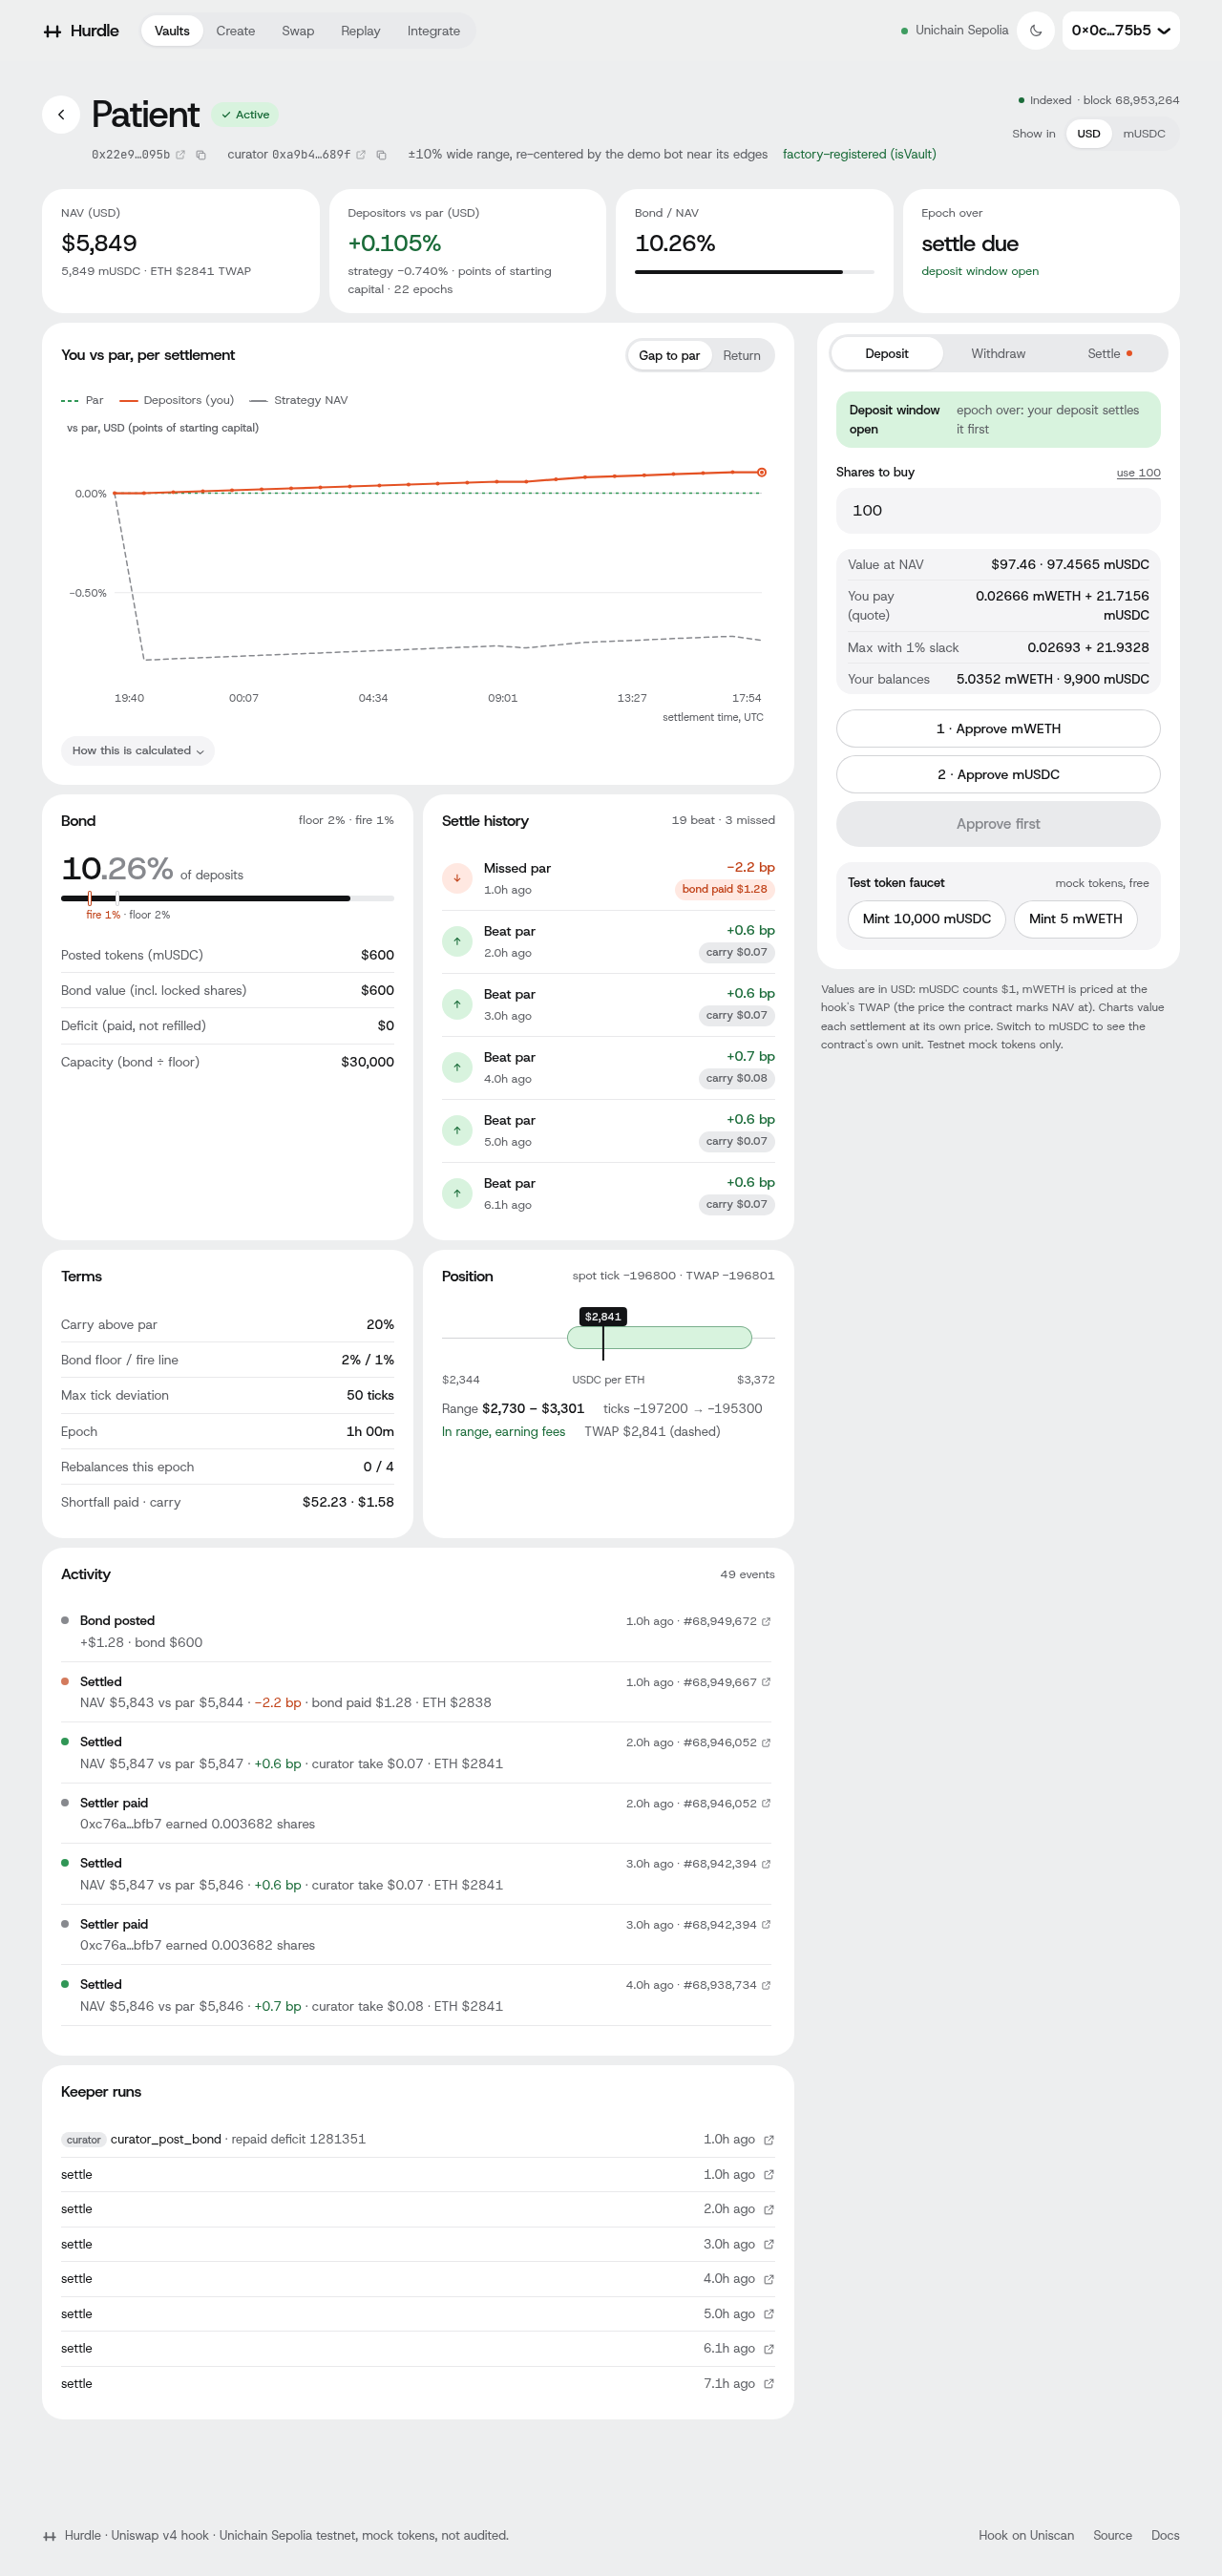 Hurdle
Vaults Create Swap Replay Integrate
Unichain Sepolia
0×0c…75b5
Patient
Active
Indexed · block 68,953,264
Show in USD mUSDC
0x22e9…095b curator 0xa9b4…689f ±10% wide range, re-centered by the demo bot near its edges factory-registered (isVault)
NAV (USD)
$5,849
5,849 mUSDC · ETH $2841 TWAP
Depositors vs par (USD)
+0.105%
strategy −0.740% · points of starting
capital · 22 epochs
Bond / NAV
10.26%
Epoch over
settle due
deposit window open
You vs par, per settlement
Gap to par Return
Par Depositors (you) Strategy NAV
vs par, USD (points of starting capital)
0.00%
−0.50%
19:40 00:07 04:34 09:01 13:27 17:54
settlement time, UTC
How this is calculated
Deposit Withdraw Settle
Deposit window
open
epoch over: your deposit settles
it first
Shares to buy use 100
100
Value at NAV $97.46 · 97.4565 mUSDC
You pay
(quote)
0.02666 mWETH + 21.7156
mUSDC
Max with 1% slack 0.02693 + 21.9328
Your balances 5.0352 mWETH · 9,900 mUSDC
1 · Approve mWETH
2 · Approve mUSDC
Approve first
Test token faucet mock tokens, free
Mint 10,000 mUSDC Mint 5 mWETH
Values are in USD: mUSDC counts $1, mWETH is priced at the
hook's TWAP (the price the contract marks NAV at). Charts value
each settlement at its own price. Switch to mUSDC to see the
contract's own unit. Testnet mock tokens only.
Bond floor 2% · fire 1%
10.26% of deposits
fire 1% · floor 2%
Posted tokens (mUSDC) $600
Bond value (incl. locked shares) $600
Deficit (paid, not refilled) $0
Capacity (bond ÷ floor) $30,000
Settle history 19 beat · 3 missed
Missed par −2.2 bp
1.0h ago bond paid $1.28
Beat par +0.6 bp
2.0h ago carry $0.07
Beat par +0.6 bp
3.0h ago carry $0.07
Beat par +0.7 bp
4.0h ago carry $0.08
Beat par +0.6 bp
5.0h ago carry $0.07
Beat par +0.6 bp
6.1h ago carry $0.07
Terms
Carry above par 20%
Bond floor / fire line 2% / 1%
Max tick deviation 50 ticks
Epoch 1h 00m
Rebalances this epoch 0 / 4
Shortfall paid · carry $52.23 · $1.58
Position spot tick −196800 · TWAP −196801
$2,841
$2,344 USDC per ETH $3,372
Range $2,730 – $3,301 ticks −197200 → −195300
In range, earning fees TWAP $2,841 (dashed)
Activity 49 events
Bond posted 1.0h ago · #68,949,672
+$1.28 · bond $600
Settled 1.0h ago · #68,949,667
NAV $5,843 vs par $5,844 · −2.2 bp · bond paid $1.28 · ETH $2838
Settled 2.0h ago · #68,946,052
NAV $5,847 vs par $5,847 · +0.6 bp · curator take $0.07 · ETH $2841
Settler paid 2.0h ago · #68,946,052
0xc76a…bfb7 earned 0.003682 shares
Settled 3.0h ago · #68,942,394
NAV $5,847 vs par $5,846 · +0.6 bp · curator take $0.07 · ETH $2841
Settler paid 3.0h ago · #68,942,394
0xc76a…bfb7 earned 0.003682 shares
Settled 4.0h ago · #68,938,734
NAV $5,846 vs par $5,846 · +0.7 bp · curator take $0.08 · ETH $2841
Keeper runs
curator curator_post_bond · repaid deficit 1281351 1.0h ago
settle 1.0h ago
settle 2.0h ago
settle 3.0h ago
settle 4.0h ago
settle 5.0h ago
settle 6.1h ago
settle 7.1h ago
Hurdle · Uniswap v4 hook · Unichain Sepolia testnet, mock tokens, not audited. Hook on Uniscan Source Docs